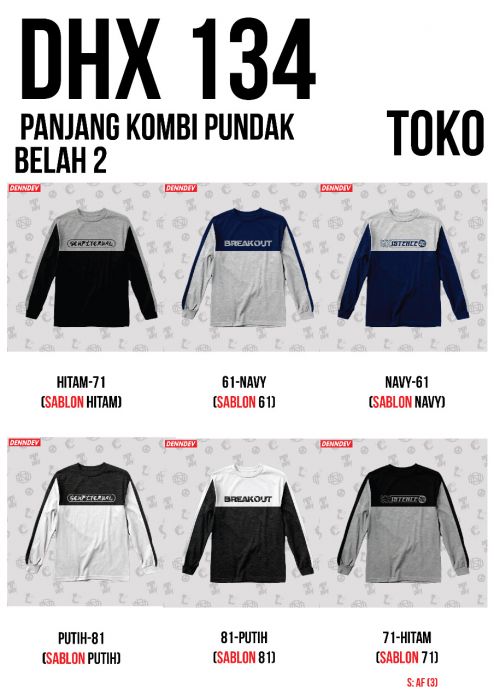 DHX 134
PANJANG KOMBI PUNDAK
BELAH 2
TOKO
DENNDEV
DENNDEV
DENNDEV
SEMPITERNAL
BREAKOUT
EXISTENCE
HITAM-71
(SABLON HITAM)
61-NAVY
(SABLON 61)
NAVY-61
(SABLON NAVY)
DENNDEV
DENNDEV
DENNDEV
SEMPITERNAL
BREAKOUT
EXISTENCE
PUTIH-81
(SABLON PUTIH)
81-PUTIH
(SABLON 81)
71-HITAM
(SABLON 71)
S: AF (3)